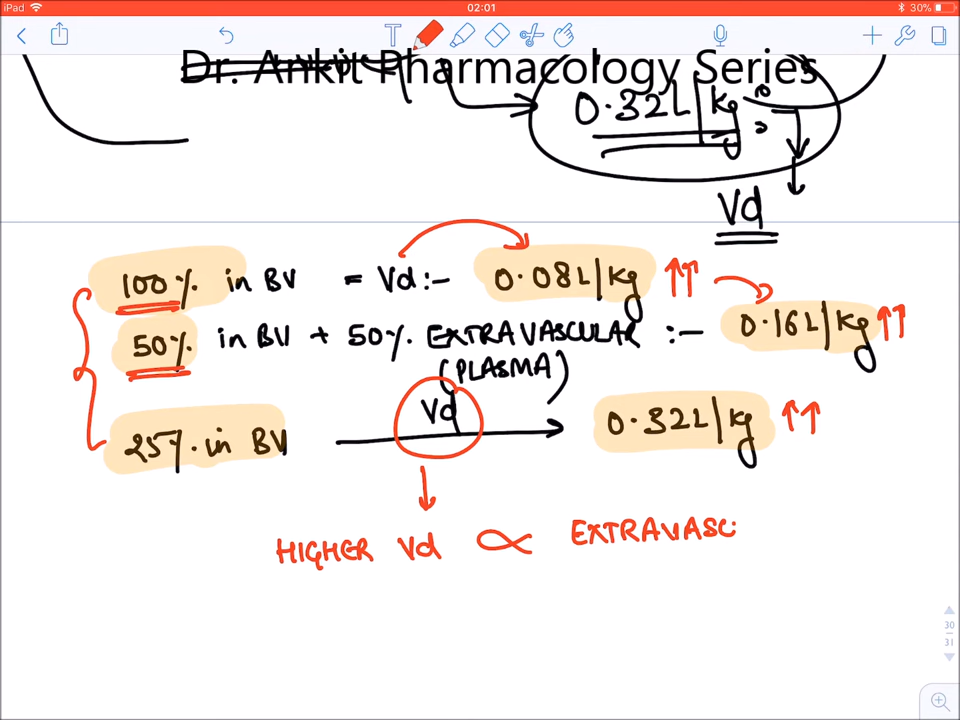 iPad 02:01 30%
T
Dr. Ankit Pharmacology Series
0.32L/kg
Vd
100% in BV = Vd:- 0.08L/kg ↑↑
50% in BV + 50% EXTRAVASCULAR :- 0.16L/kg ↑↑
(PLASMA)
Vd
25% in BV → 0.32L/kg ↑↑
HIGHER Vd ∝ EXTRAVASC
30
31